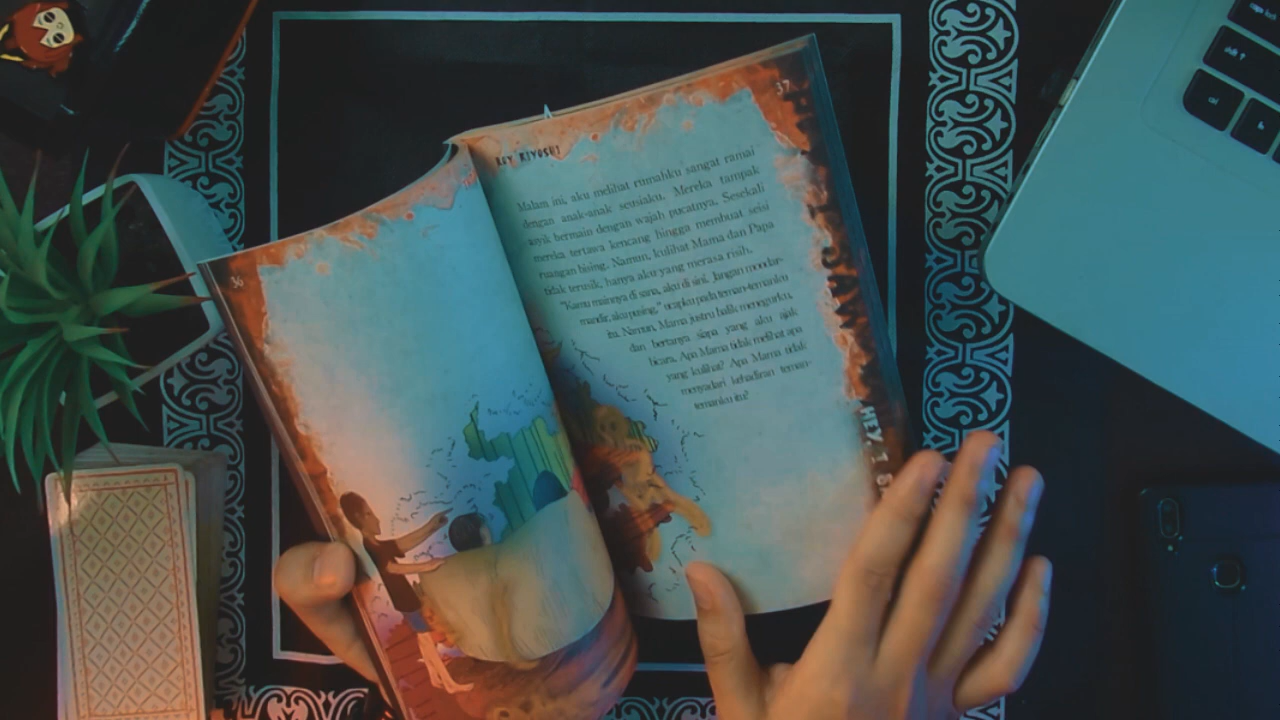 36
37
ROY KIYOSHI
Malam ini, aku melihat rumahku sangat ramai
dengan anak-anak seusiaku. Mereka tampak
asyik bermain dengan wajah pucatnya. Sesekali
mereka tertawa kencang hingga membuat seisi
ruangan bising. Namun, kulihat Mama dan Papa
tidak terusik, hanya aku yang merasa risih.
"Kamu mainnya di sana, aku di sini. Jangan mondar-
mandir, aku pusing," ucapku pada teman-temanku
itu. Namun, Mama justru balik menegurku,
dan bertanya siapa yang aku ajak
bicara. Apa Mama tidak melihat apa
yang kulihat? Apa Mama tidak
menyadari kehadiran teman-
temanku itu?
HEY, I S